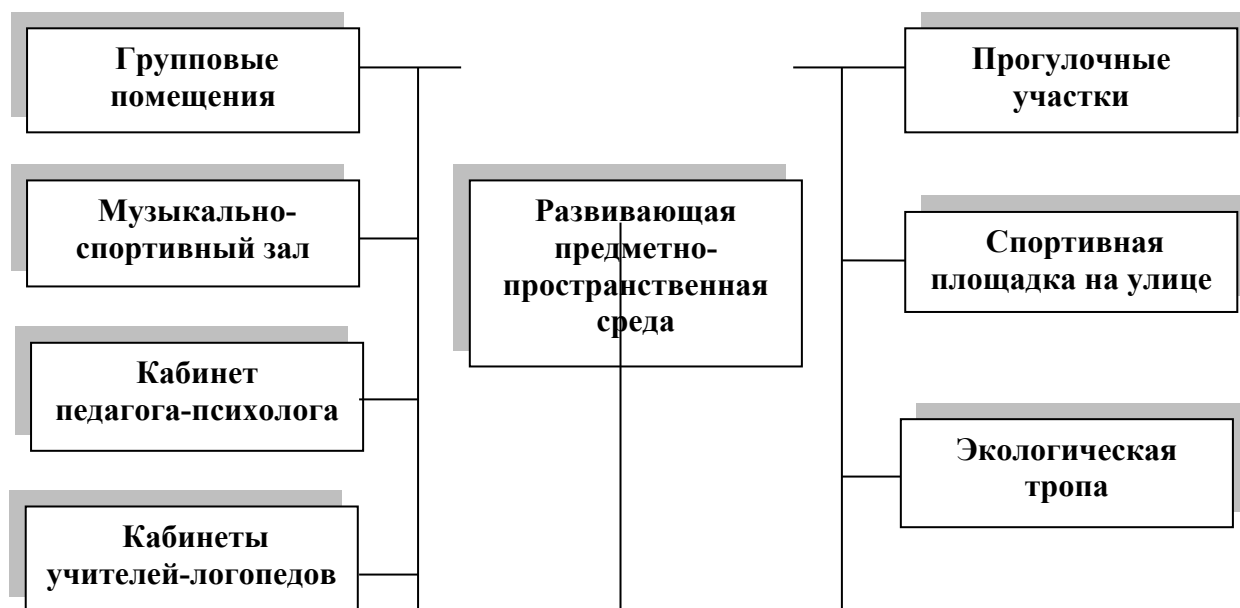 Групповые
помещения
Музыкально-
спортивный зал
Кабинет
педагога-психолога
Кабинеты
учителей-логопедов
Развивающая
предметно-
пространственная
среда
Прогулочные
участки
Спортивная
площадка на улице
Экологическая
тропа